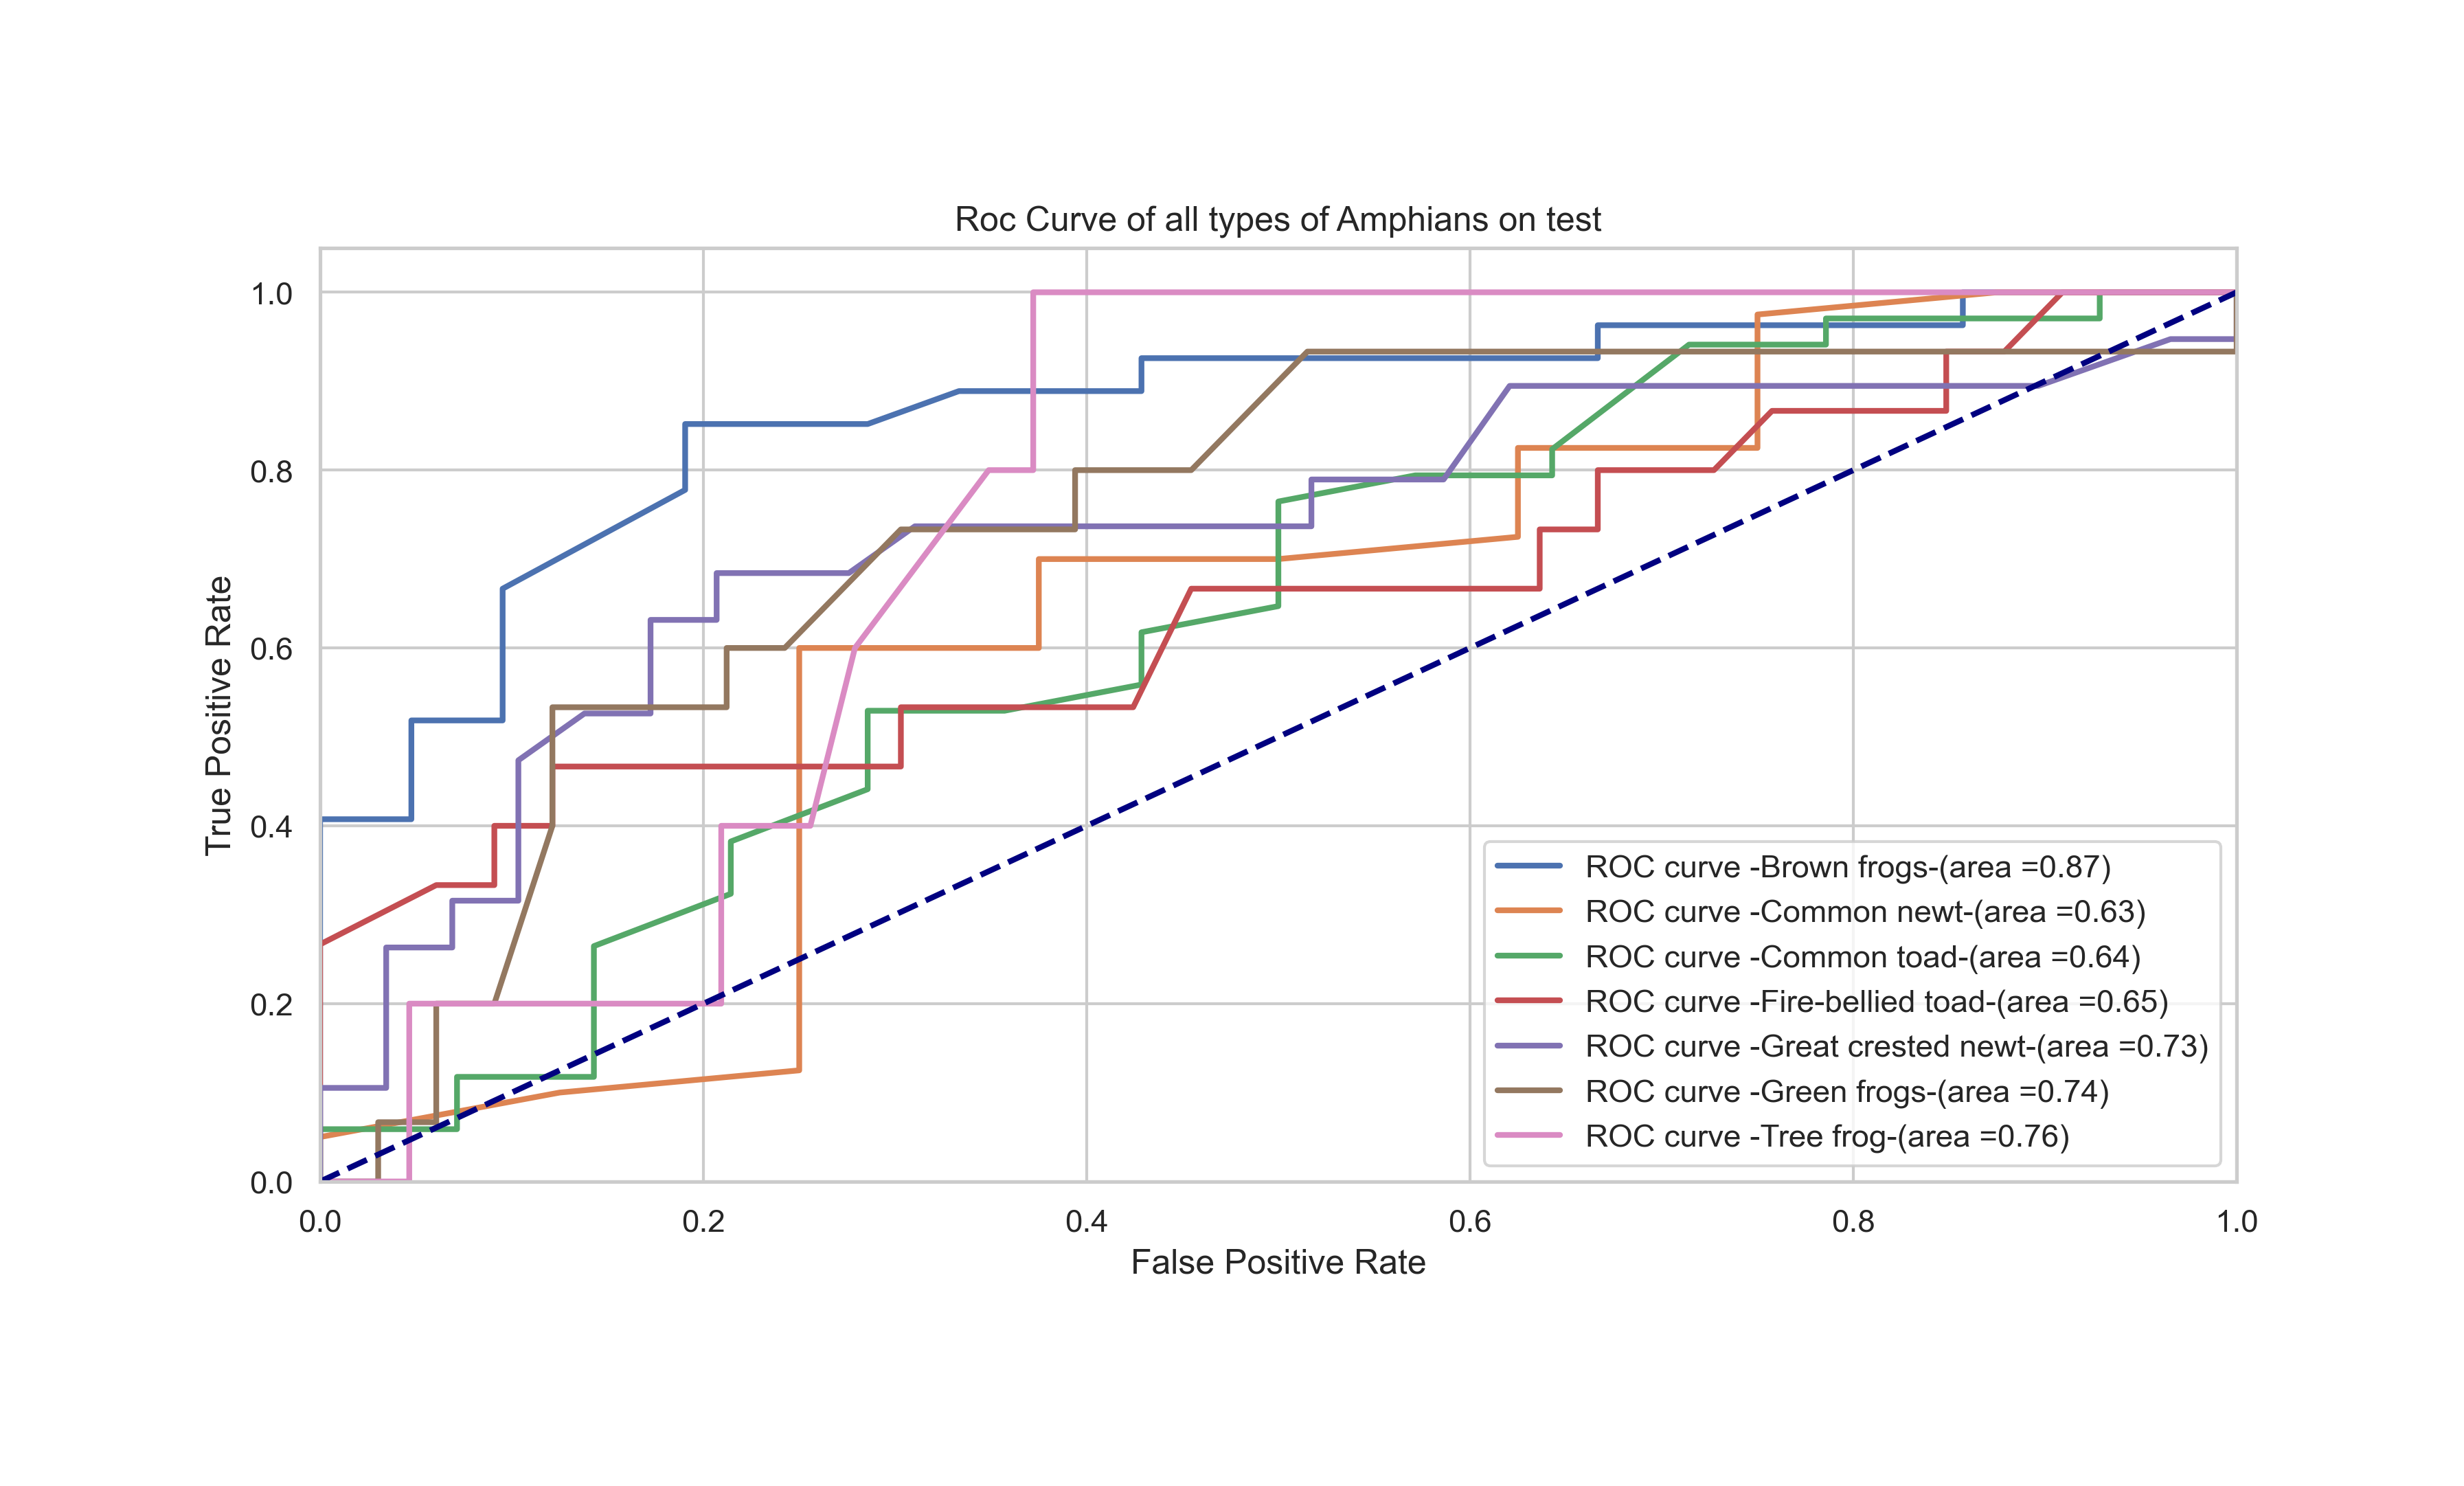 Roc Curve of all types of Amphians on test
1.0
0.8
0.6
0.4
0.2
0.0
True Positive Rate
0.0 0.2 0.4 0.6 0.8 1.0
False Positive Rate
ROC curve -Brown frogs-(area =0.87)
ROC curve -Common newt-(area =0.63)
ROC curve -Common toad-(area =0.64)
ROC curve -Fire-bellied toad-(area =0.65)
ROC curve -Great crested newt-(area =0.73)
ROC curve -Green frogs-(area =0.74)
ROC curve -Tree frog-(area =0.76)